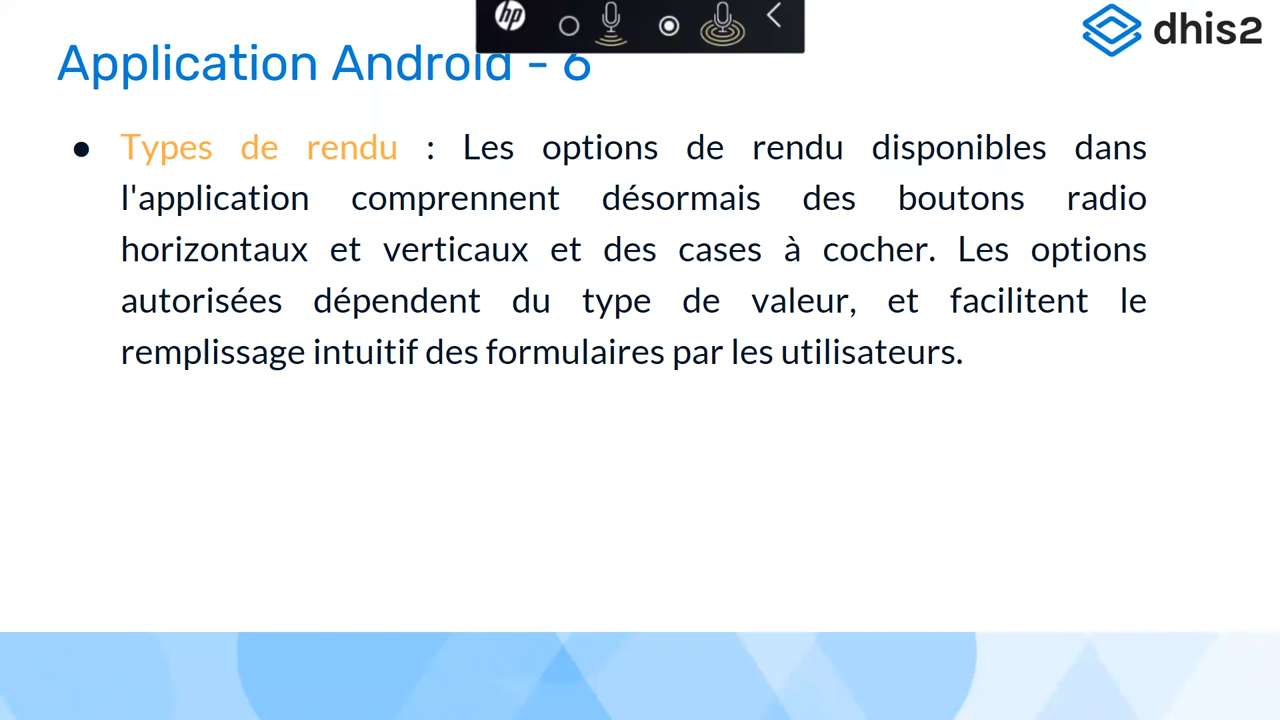 hp
dhis2
Application Android - 6
● Types de rendu : Les options de rendu disponibles dans
l'application comprennent désormais des boutons radio
horizontaux et verticaux et des cases à cocher. Les options
autorisées dépendent du type de valeur, et facilitent le
remplissage intuitif des formulaires par les utilisateurs.